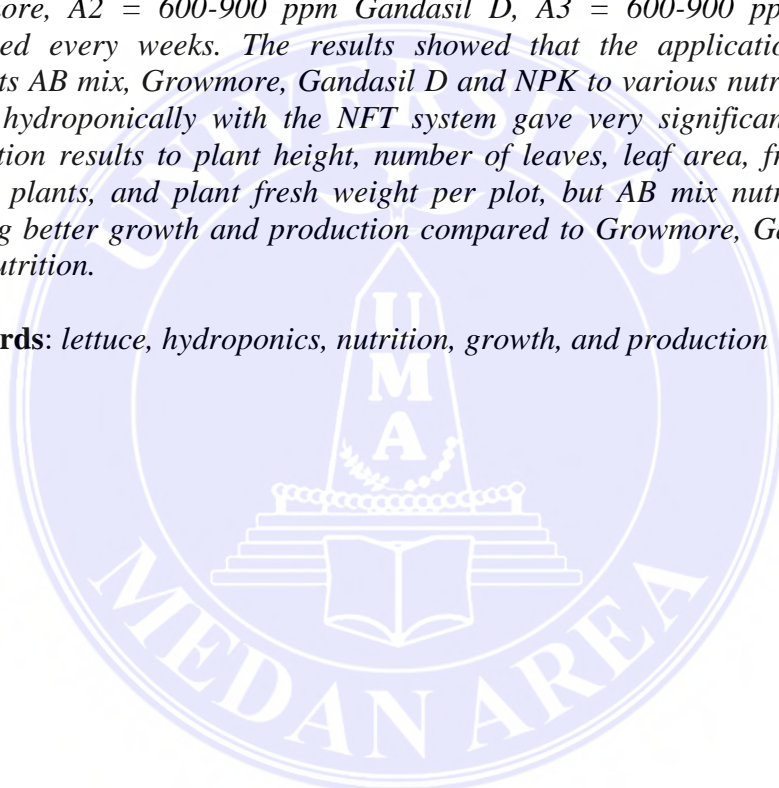 more, A2 = 600-900 ppm Gandasil D, A3 = 600-900 pp
ed every weeks. The results showed that the applicatio
ts AB mix, Growmore, Gandasil D and NPK to various nutr
hydroponically with the NFT system gave very significan
tion results to plant height, number of leaves, leaf area, fr
plants, and plant fresh weight per plot, but AB mix nutr
g better growth and production compared to Growmore, Ga
utrition.
rds: lettuce, hydroponics, nutrition, growth, and production
UNIVERSITAS
UMA
MEDAN AREA